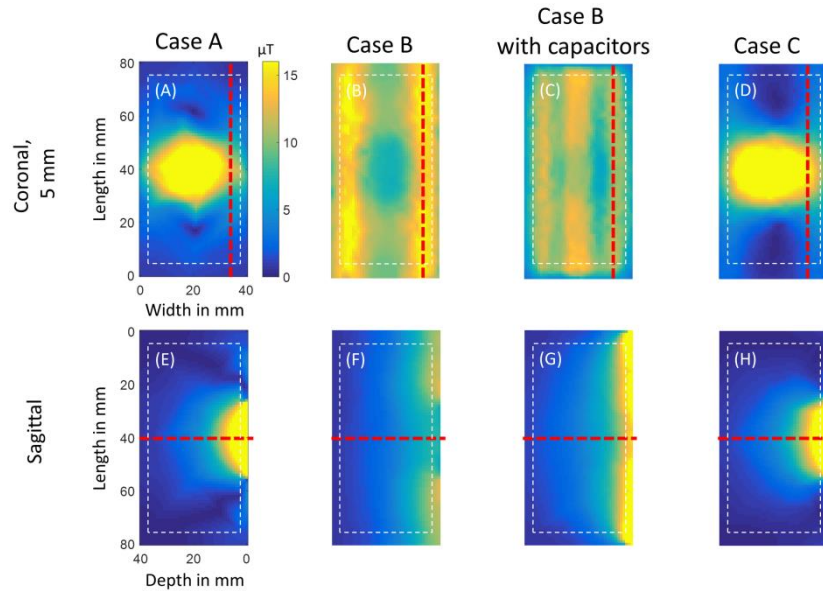 Case A
Case B
Case B
with capacitors
Case C
Coronal,
5 mm
Length in mm
80
60
40
20
0
(A)
µT
15
10
5
0
(B)
(C)
(D)
0
20
40
Width in mm
Sagittal
Length in mm
0
20
40
60
80
(E)
(F)
(G)
(H)
40
20
0
Depth in mm